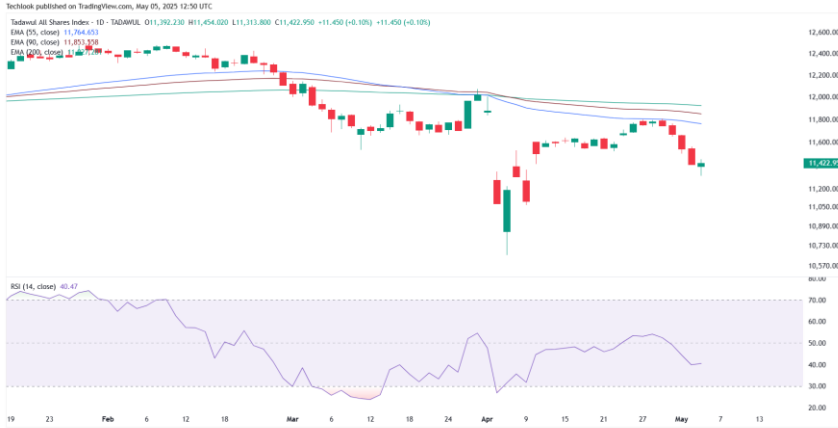 Techlook published on TradingView.com, May 05, 2025 12:50 UTC
Tadawul All Shares Index - 1D - TADAWUL O11,392.230 H11,454.020 L11,313.800 C11,422.950 +11.450 (+0.10%) +11.450 (+0.10%)
EMA (55, close) 11,764.653
EMA (90, close) 11,853.558
EMA (200, close)
12,600.00
12,400.00
12,200.00
12,000.00
11,800.00
11,600.00
11,422.95
11,200.00
11,050.00
10,890.00
10,730.00
10,570.00
RSI (14, close) 40.47
80.00
70.00
60.00
50.00
40.00
30.00
20.00
19 23 Feb 6 12 18 Mar 6 12 18 24 Apr 9 15 21 27 May 7 13